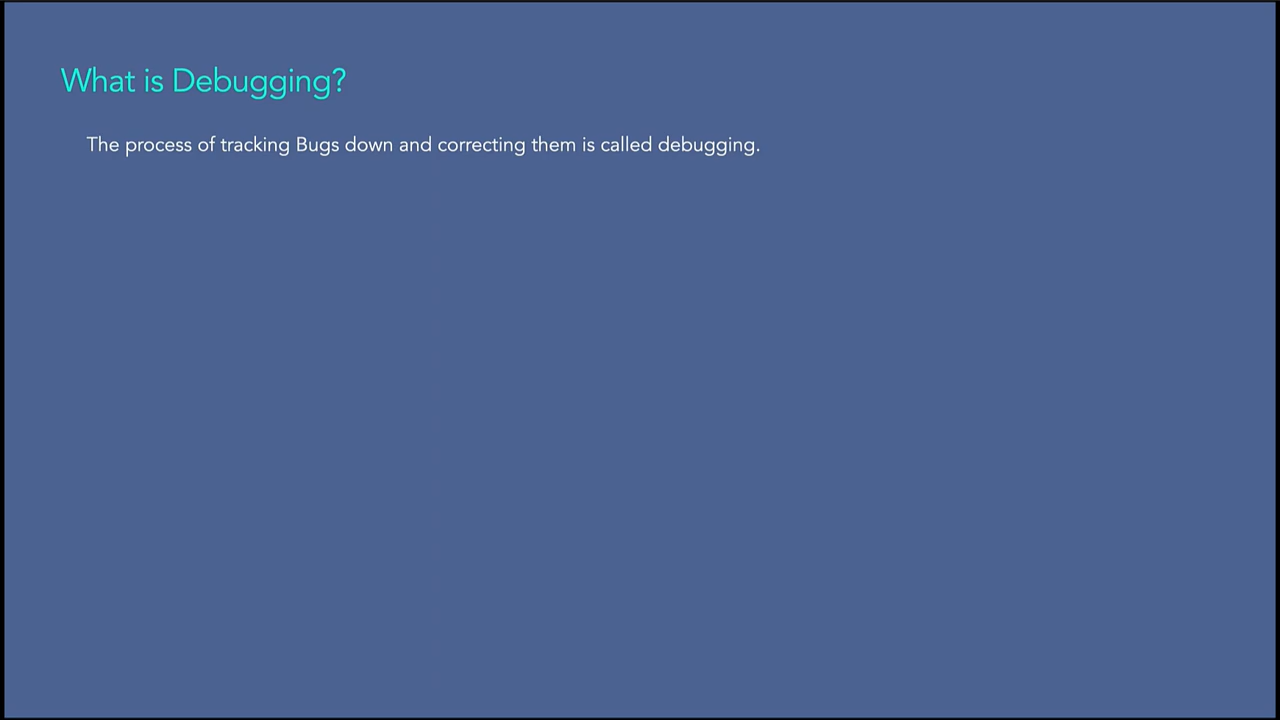 What is Debugging?
The process of tracking Bugs down and correcting them is called debugging.